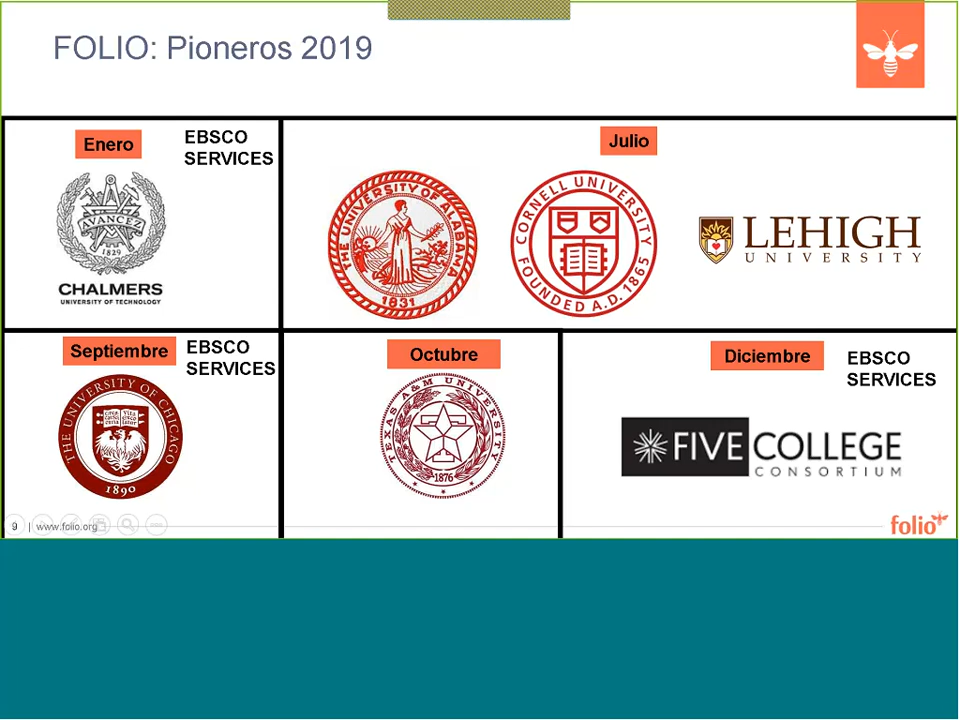 FOLIO: Pioneros 2019
Enero
EBSCO
SERVICES
AVANCEZ
1829
CHALMERS
UNIVERSITY OF TECHNOLOGY
Julio
THE UNIVERSITY OF ALABAMA
1831
CORNELL UNIVERSITY
FOUNDED A.D. 1865
LEHIGH
UNIVERSITY
Septiembre
EBSCO
SERVICES
THE UNIVERSITY OF CHICAGO
1890
Octubre
TEXAS A&M UNIVERSITY
1876
Diciembre
EBSCO
SERVICES
FIVE COLLEGE
CONSORTIUM
9 | www.folio.org
folio